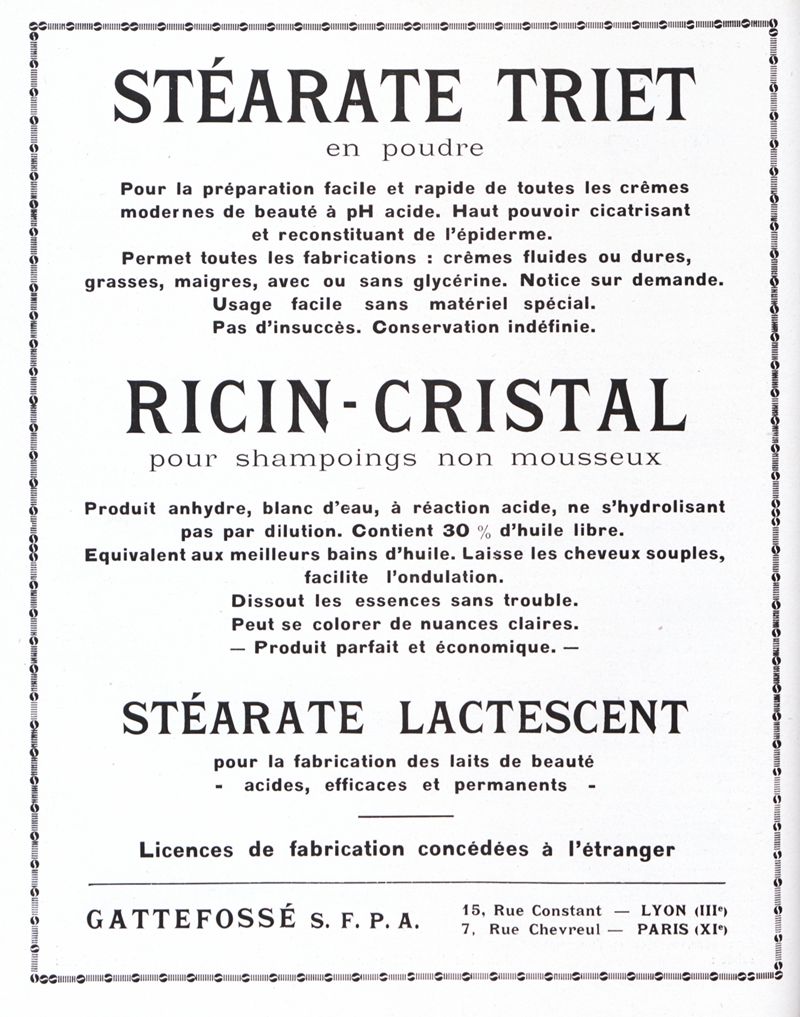 STÉARATE TRIET
en poudre
Pour la préparation facile et rapide de toutes les crêmes
modernes de beauté à pH acide. Haut pouvoir cicatrisant
et reconstituant de l'épiderme.
Permet toutes les fabrications : crêmes fluides ou dures,
grasses, maigres, avec ou sans glycérine. Notice sur demande.
Usage facile sans matériel spécial.
Pas d'insuccès. Conservation indéfinie.
RICIN-CRISTAL
pour shampoings non mousseux
Produit anhydre, blanc d'eau, à réaction acide, ne s'hydrolisant
pas par dilution. Contient 30 % d'huile libre.
Equivalent aux meilleurs bains d'huile. Laisse les cheveux souples,
facilite l'ondulation.
Dissout les essences sans trouble.
Peut se colorer de nuances claires.
— Produit parfait et économique. —
STÉARATE LACTESCENT
pour la fabrication des laits de beauté
- acides, efficaces et permanents -
Licences de fabrication concédées à l'étranger
GATTEFOSSÉ S. F. P. A.
15, Rue Constant — LYON (IIIe)
7, Rue Chevreul — PARIS (XIe)